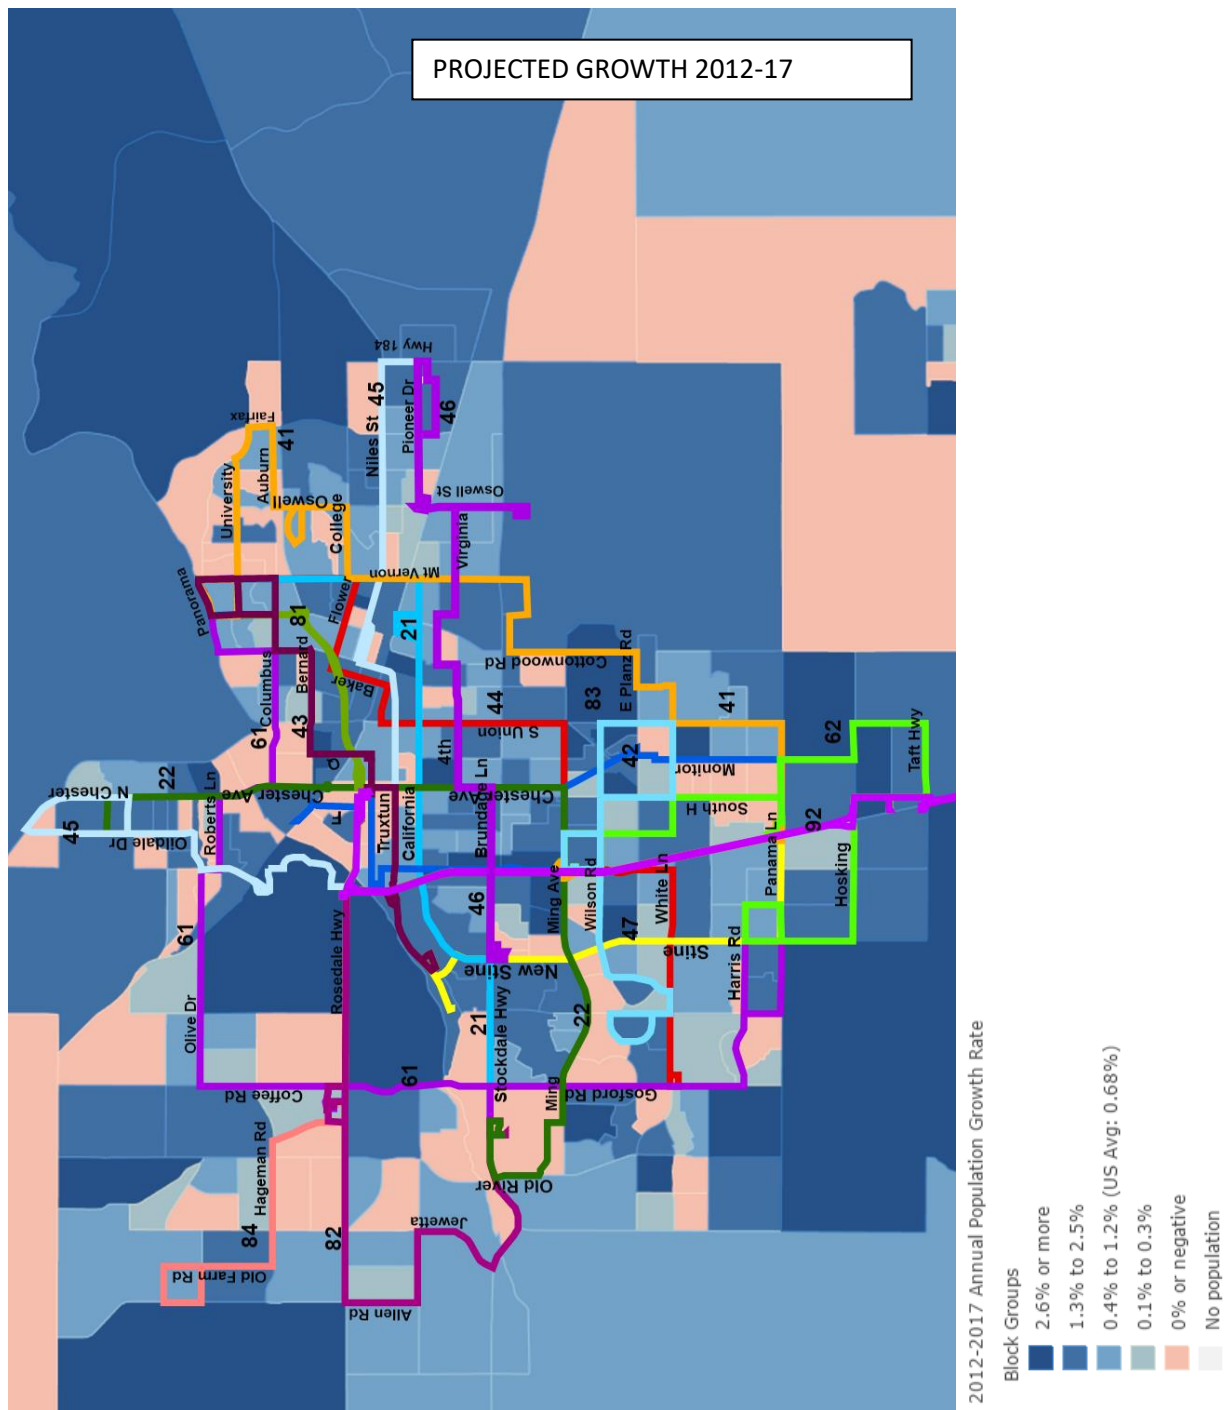 PROJECTED GROWTH 2012-17
Hwy 184
45
Niles St
Pioneer Dr
46
Fairfax
41
University
Auburn
Oswell
College
Oswell St
Virginia
Mt Vernon
Panorama
Flower
81
21
Bernard
Baker
Columbus
Cottonwood Rd
E Planz Rd
83
44
41
43
61
S Union
4th
42
62
Taft Hwy
Q
Monitor
22
N Chester
Chester Ave
Chester Ave
Roberts Ln
F
Truxtun
California
Brundage Ln
South H
92
45
Oildale Dr
Panama Ln
Hosking
Ming Ave
Wilson Rd
White Ln
46
47
61
Rosedale Hwy
New Stine
Stine
Harris Rd
Olive Dr
21
22
Stockdale Hwy
61
Coffee Rd
Ming
Gosford Rd
Hageman Rd
Old River
84
82
Jewetta
Old Farm Rd
Allen Rd
2012-2017 Annual Population Growth Rate
Block Groups
2.6% or more
1.3% to 2.5%
0.4% to 1.2% (US Avg: 0.68%)
0.1% to 0.3%
0% or negative
No population